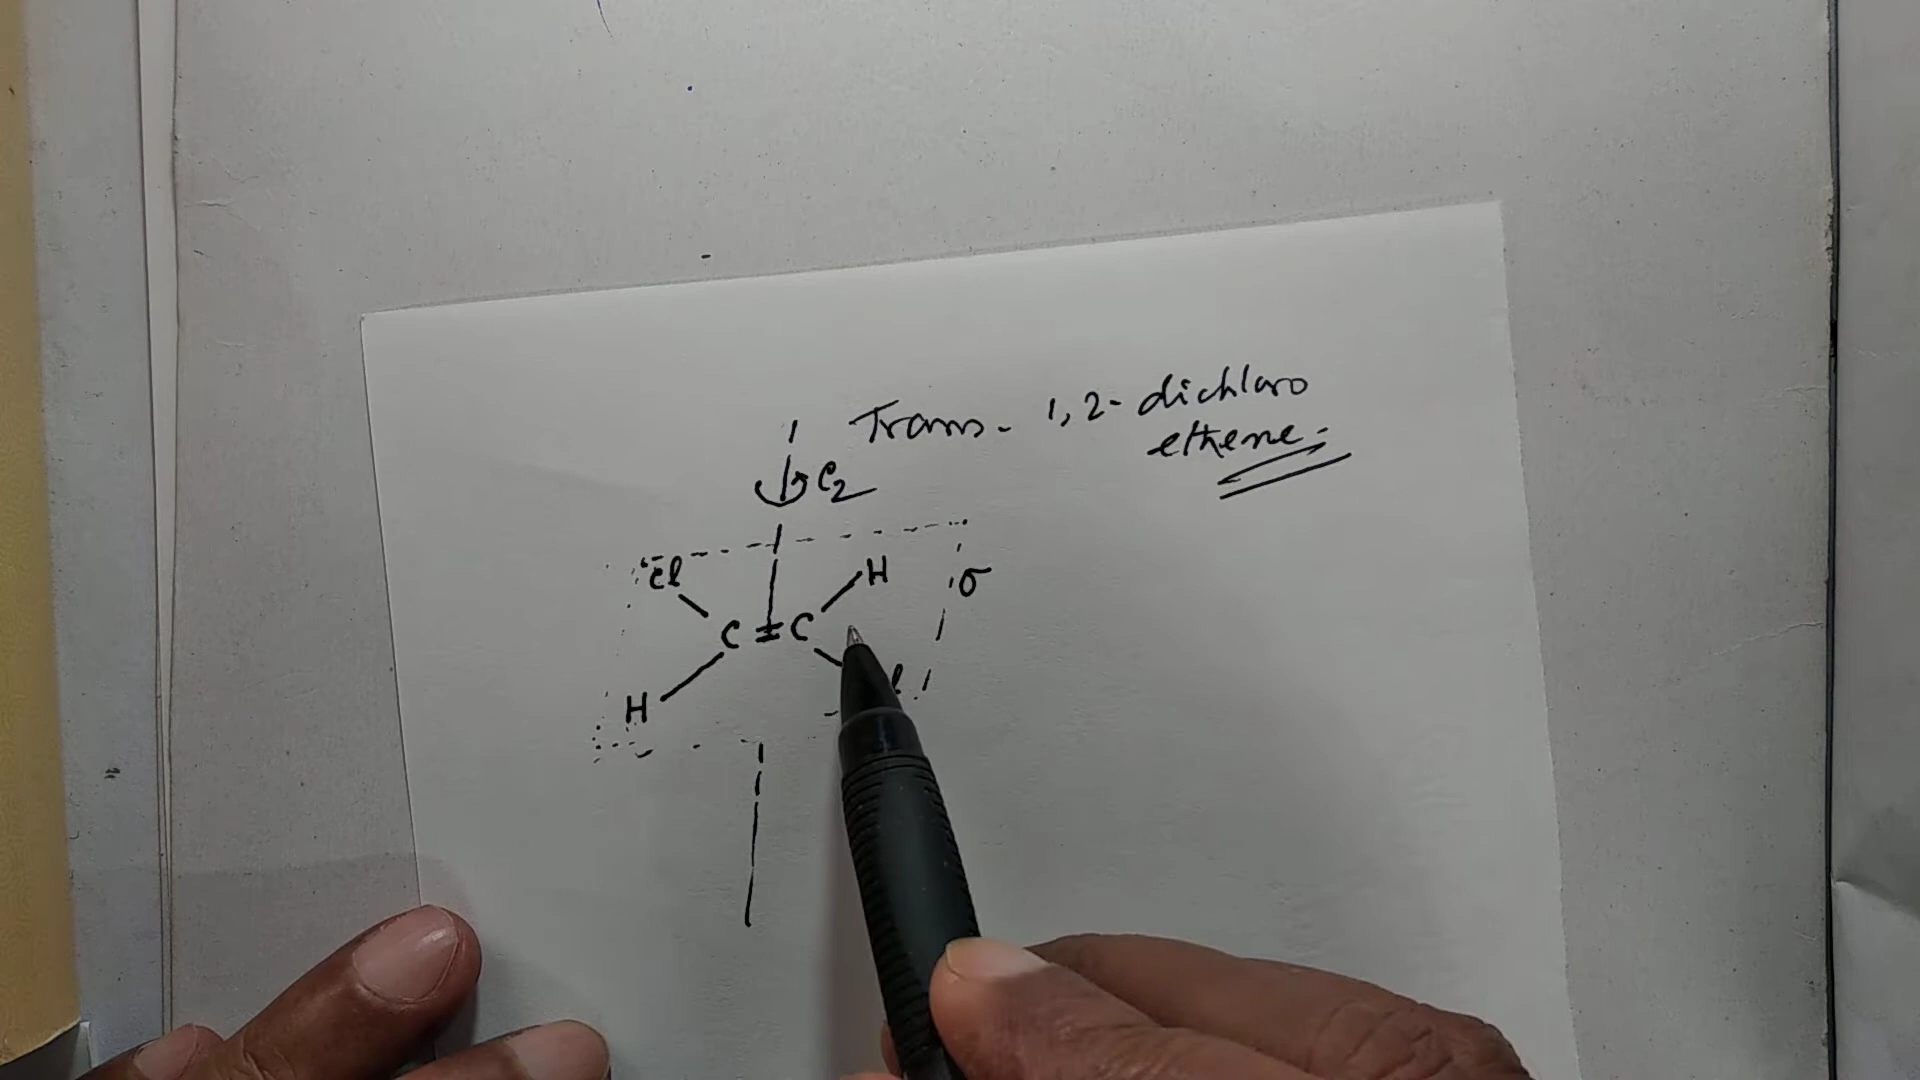 Trans- 1,2-dichloro
ethene-
C2
Cl H σ
C=C
H